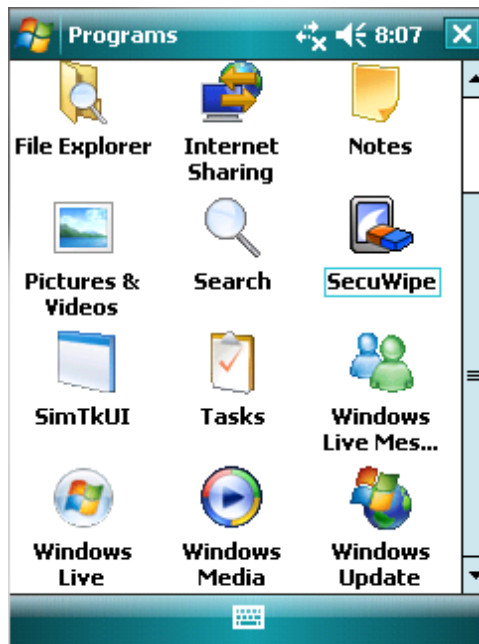 Programs 8:07
File Explorer Internet Sharing Notes
Pictures & Videos Search SecuWipe
SimTkUI Tasks Windows Live Mes...
Windows Live Windows Media Windows Update